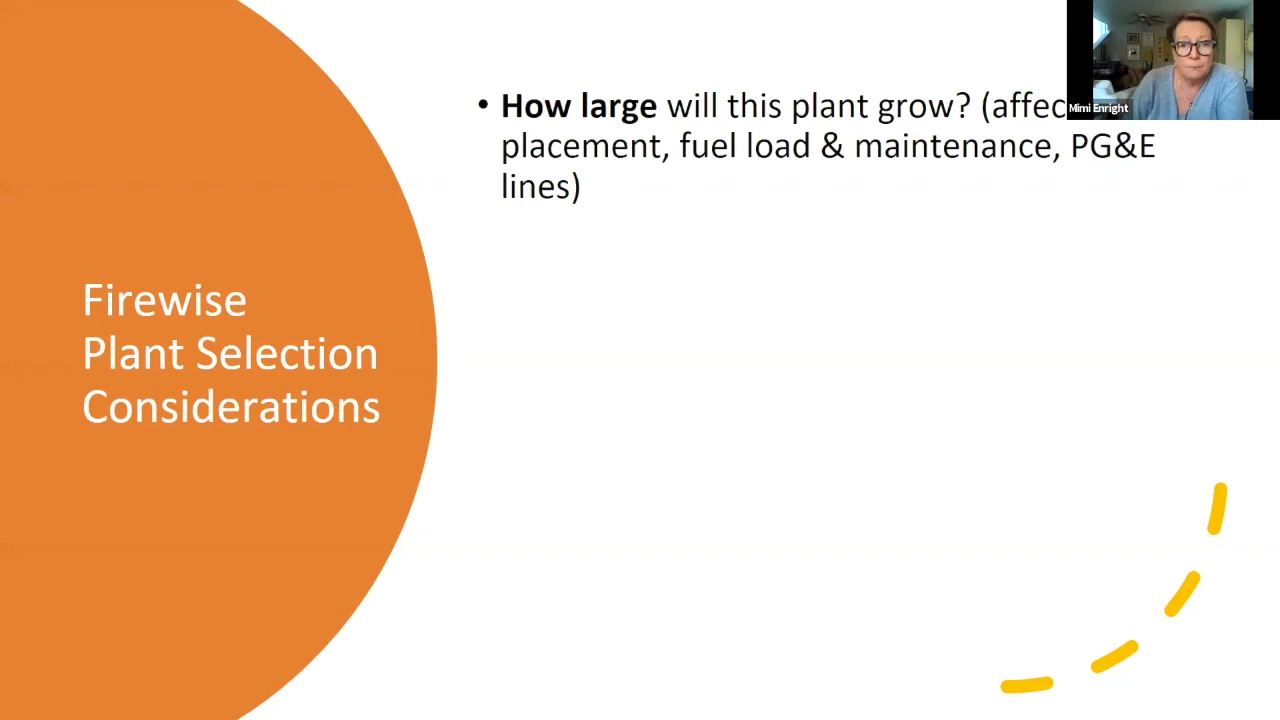 • How large will this plant grow? (affec
placement, fuel load & maintenance, PG&E
lines)
Firewise
Plant Selection
Considerations
Mimi Enright